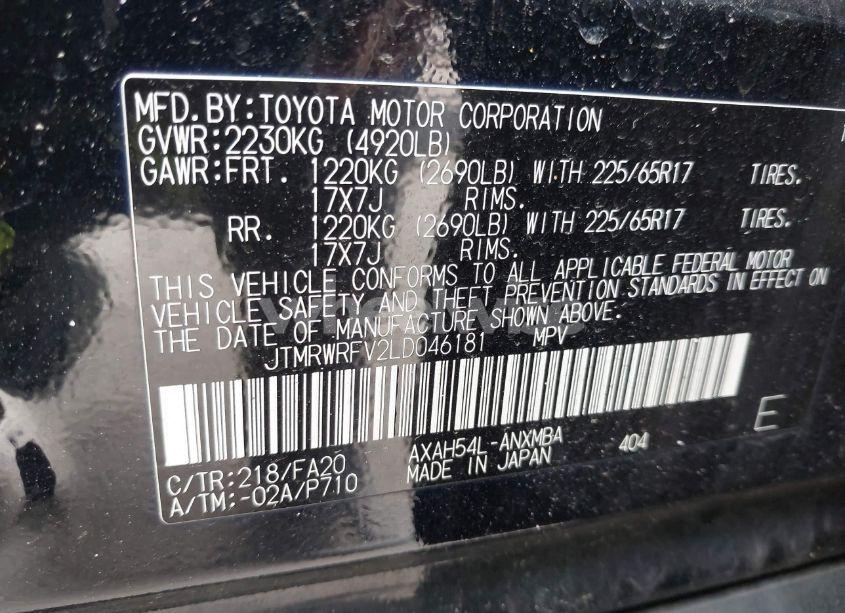 MFD.BY:TOYOTA MOTOR CORPORATION
GVWR:2230KG (4920LB)
GAWR:FRT. 1220KG (2690LB) WITH 225/65R17 TIRES.
17X7J RIMS.
RR. 1220KG (2690LB) WITH 225/65R17 TIRES.
17X7J RIMS.
THIS VEHICLE CONFORMS TO ALL APPLICABLE FEDERAL MOTOR
VEHICLE SAFETY AND THEFT PREVENTION STANDARDS IN EFFECT ON
THE DATE OF MANUFACTURE SHOWN ABOVE.
JTMRWRFV2LD046181 MPV
E
C/TR:218/FA20 AXAH54L-ANXMBA 404
A/TM:-02A/P710 MADE IN JAPAN